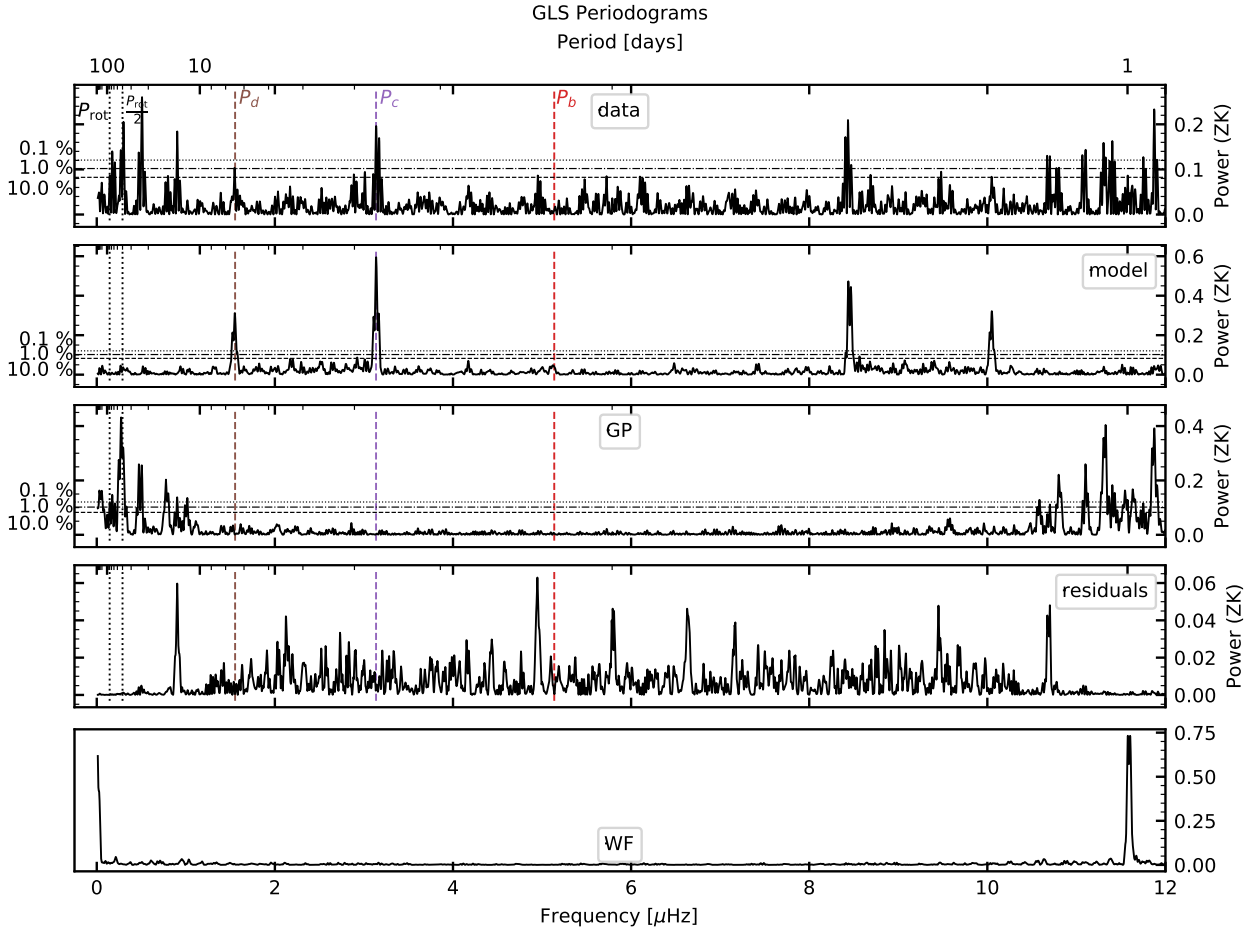 GLS Periodograms
Period [days]
100 10 1
P_rot P_rot/2 P_d P_c P_b
data
0.1 %
1.0 %
10.0 %
0.2
0.1
0.0
Power (ZK)
model
0.1 %
1.0 %
10.0 %
0.6
0.4
0.2
0.0
Power (ZK)
GP
0.1 %
1.0 %
10.0 %
0.4
0.2
0.0
Power (ZK)
residuals
0.06
0.04
0.02
0.00
Power (ZK)
WF
0.75
0.50
0.25
0.00
0 2 4 6 8 10 12
Frequency [μHz]